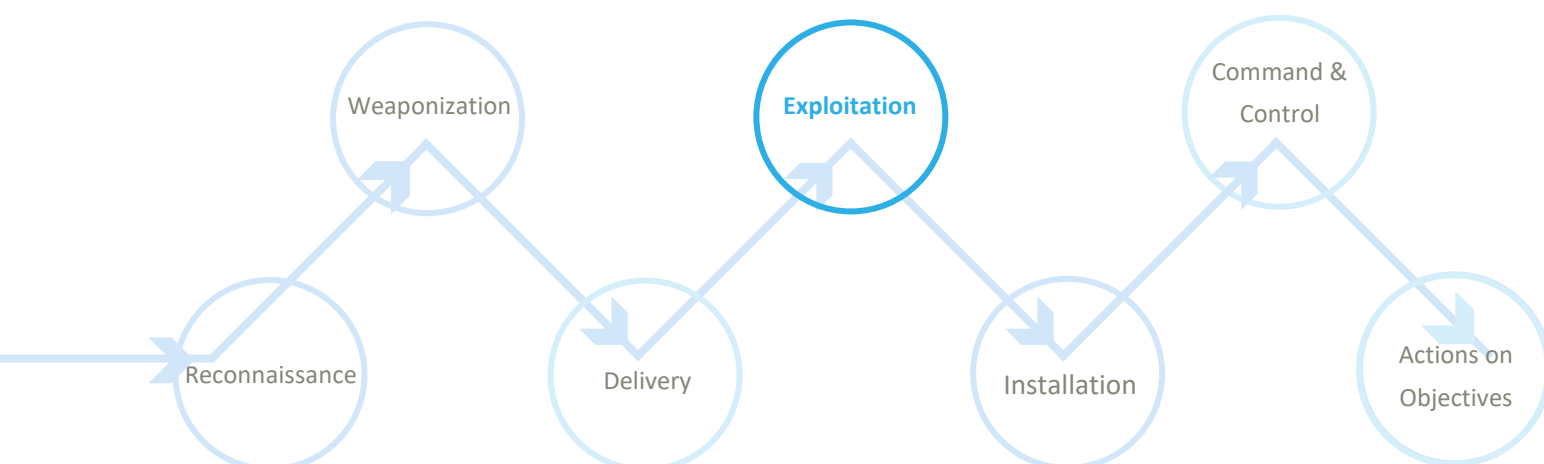 Reconnaissance
Weaponization
Delivery
Exploitation
Installation
Command &
Control
Actions on
Objectives